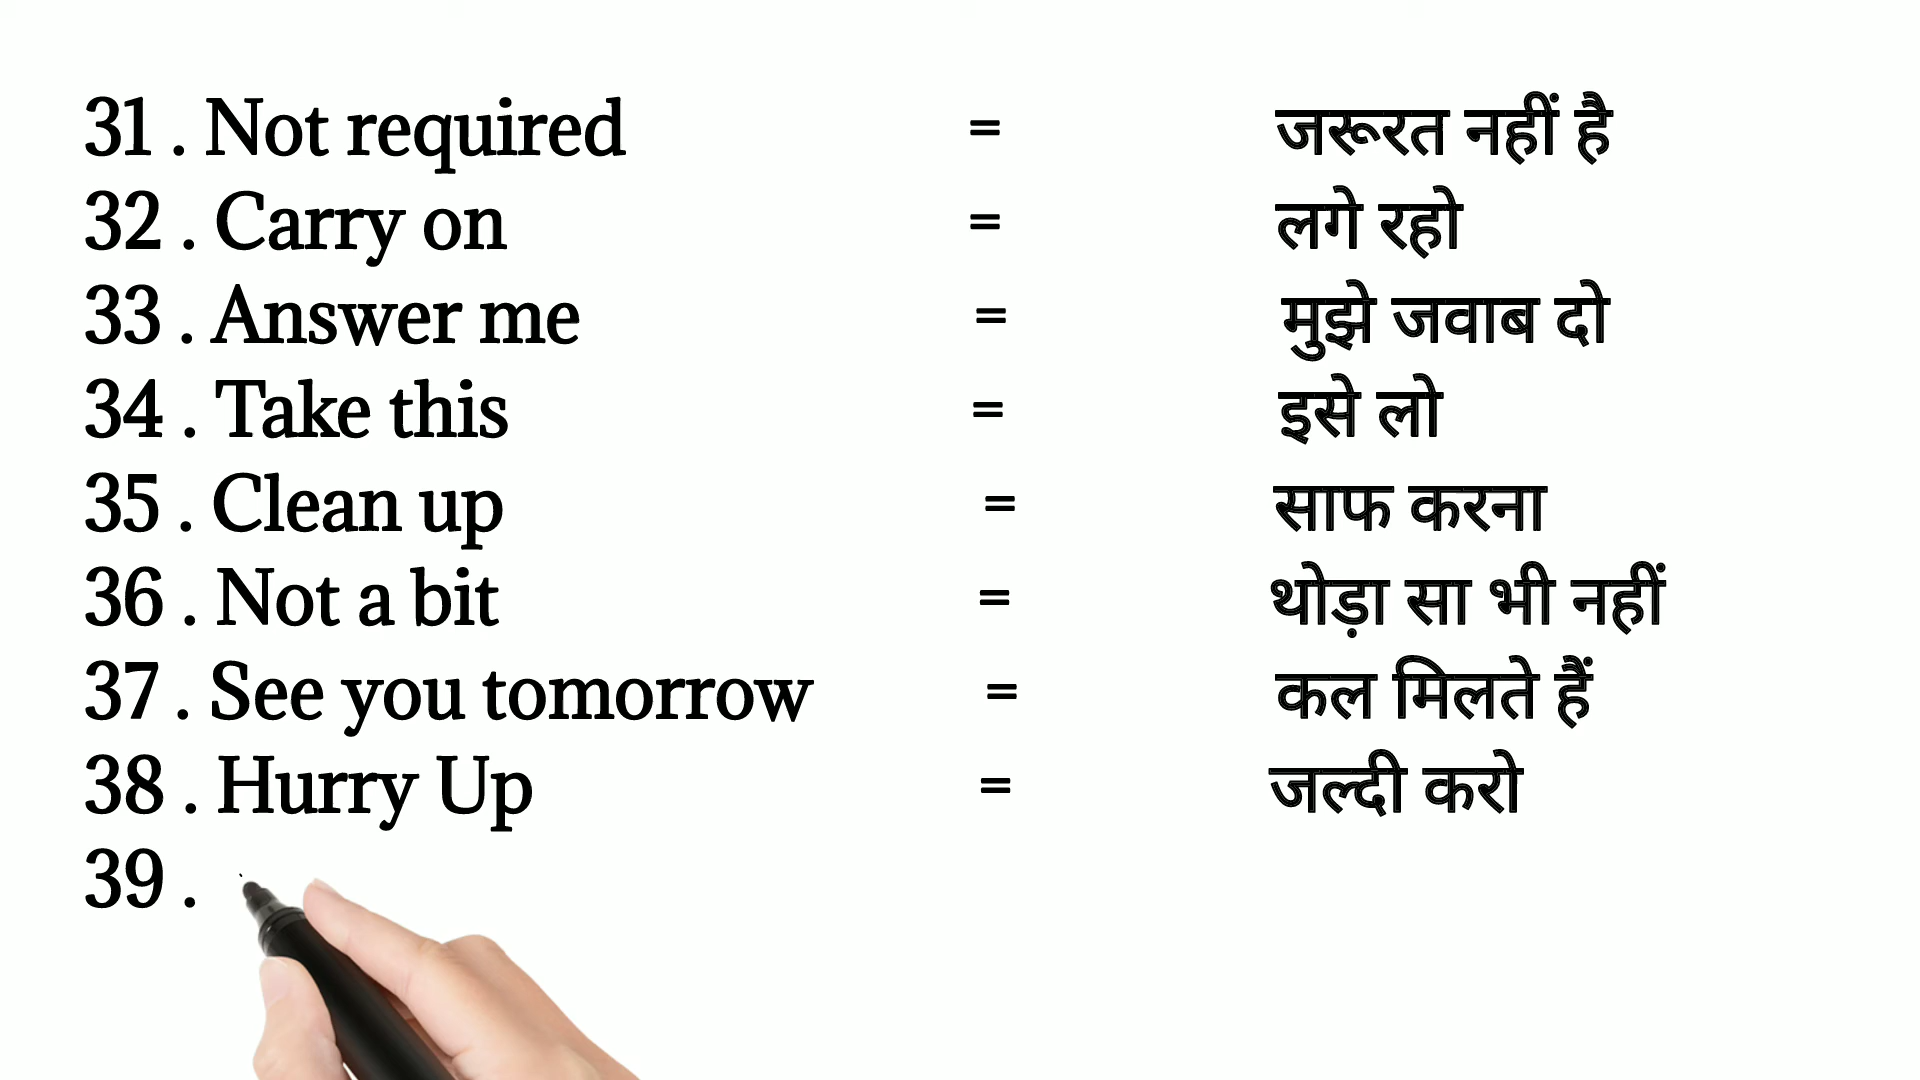 31 . Not required = जरूरत नहीं है
32 . Carry on = लगे रहो
33 . Answer me = मुझे जवाब दो
34 . Take this = इसे लो
35 . Clean up = साफ करना
36 . Not a bit = थोड़ा सा भी नहीं
37 . See you tomorrow = कल मिलते हैं
38 . Hurry Up = जल्दी करो
39 .